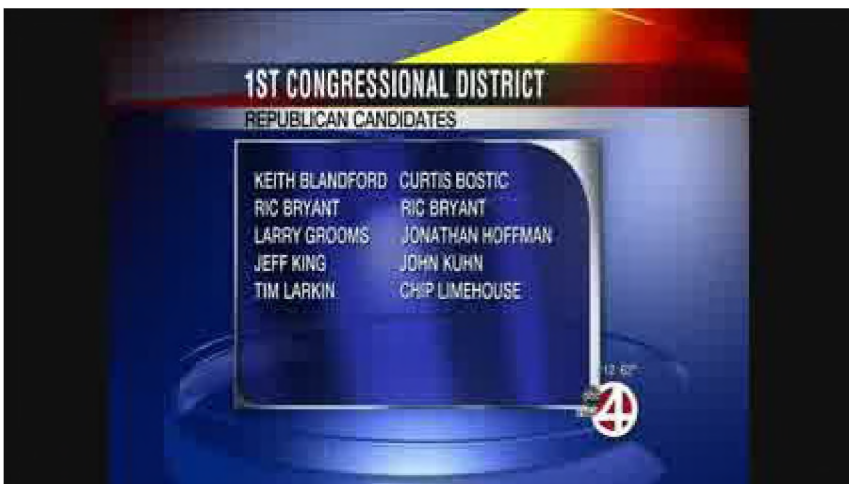 1ST CONGRESSIONAL DISTRICT
REPUBLICAN CANDIDATES
KEITH BLANDFORD CURTIS BOSTIC
RIC BRYANT RIC BRYANT
LARRY GROOMS JONATHAN HOFFMAN
JEFF KING JOHN KUHN
TIM LARKIN CHIP LIMEHOUSE
62°
4